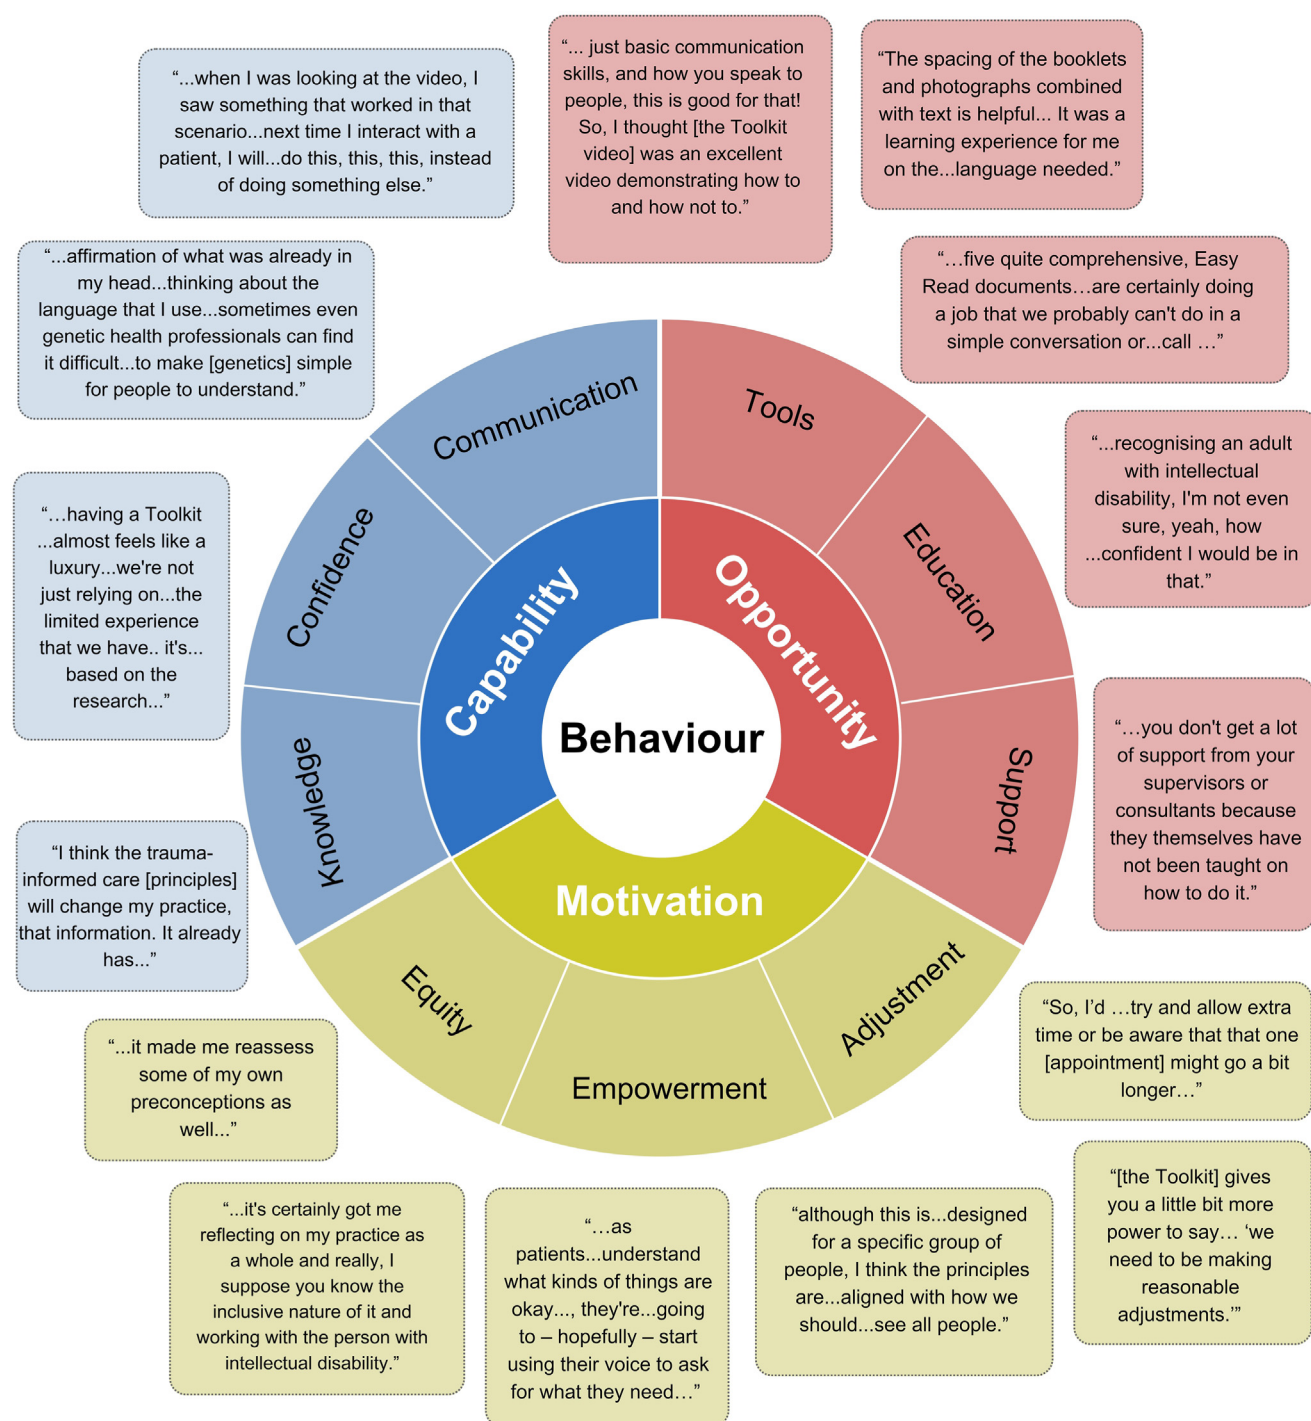 “...when I was looking at the video, I
saw something that worked in that
scenario...next time I interact with a
patient, I will...do this, this, this, instead
of doing something else.”
“... just basic communication
skills, and how you speak to
people, this is good for that!
So, I thought [the Toolkit
video] was an excellent
video demonstrating how to
and how not to.”
“The spacing of the booklets
and photographs combined
with text is helpful... It was a
learning experience for me
on the...language needed.”
“...affirmation of what was already in
my head...thinking about the
language that I use...sometimes even
genetic health professionals can find
it difficult...to make [genetics] simple
for people to understand.”
“…five quite comprehensive, Easy
Read documents…are certainly doing
a job that we probably can't do in a
simple conversation or...call …”
“…having a Toolkit
...almost feels like a
luxury...we're not
just relying on...the
limited experience
that we have.. it's...
based on the
research...”
“...recognising an adult
with intellectual
disability, I'm not even
sure, yeah, how
...confident I would be in
that.”
“I think the trauma-
informed care [principles]
will change my practice,
that information. It already
has...”
“…you don't get a lot
of support from your
supervisors or
consultants because
they themselves have
not been taught on
how to do it.”
Communication
Tools
Confidence
Education
Knowledge
Support
Capability
Opportunity
Behaviour
Motivation
Equity
Empowerment
Adjustment
“...it made me reassess
some of my own
preconceptions as
well...”
“So, I’d …try and allow extra
time or be aware that that one
[appointment] might go a bit
longer…”
“...it's certainly got me
reflecting on my practice as
a whole and really, I
suppose you know the
inclusive nature of it and
working with the person with
intellectual disability.”
“…as
patients...understand
what kinds of things are
okay..., they're...going
to – hopefully – start
using their voice to ask
for what they need…”
“although this is...designed
for a specific group of
people, I think the principles
are...aligned with how we
should...see all people.”
“[the Toolkit] gives
you a little bit more
power to say… ‘we
need to be making
reasonable
adjustments.’”